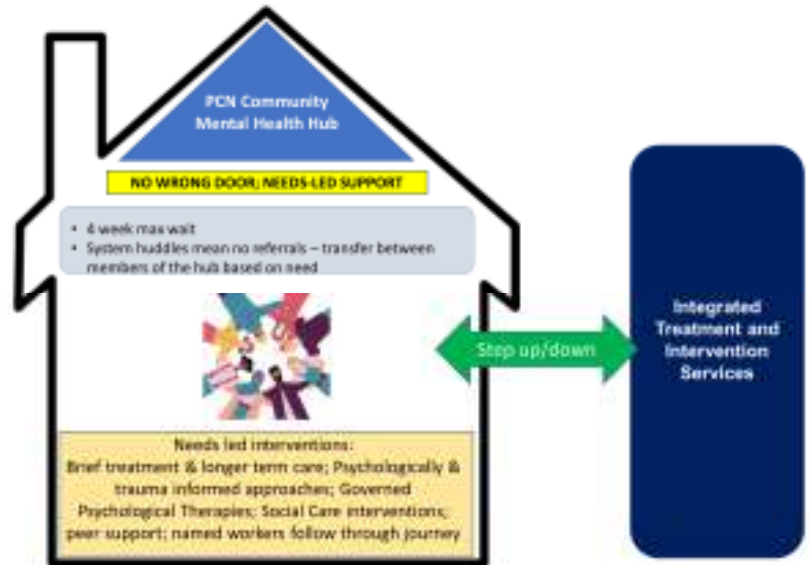 PCN Community
Mental Health Hub
NO WRONG DOOR; NEEDS-LED SUPPORT
• 4 week max wait
• System huddles mean no referrals – transfer between
members of the hub based on need
Step up/down
Integrated
Treatment and
Intervention
Services
Needs led interventions:
Brief treatment & longer term care; Psychologically &
trauma informed approaches; Governed
Psychological Therapies; Social Care interventions;
peer support; named workers follow through journey